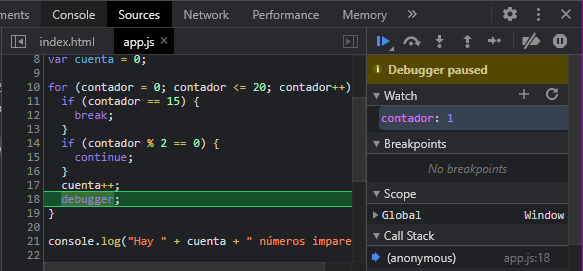 ments Console Sources Network Performance Memory
index.html app.js
8 var cuenta = 0;
9
10 for (contador = 0; contador <= 20; contador++)
11 if (contador == 15) {
12 break;
13 }
14 if (contador % 2 == 0) {
15 continue;
16 }
17 cuenta++;
18 debugger;
19 }
20
21 console.log("Hay " + cuenta + " números impare
22
Debugger paused
Watch
contador: 1
Breakpoints
No breakpoints
Scope
Global Window
Call Stack
(anonymous) app.js:18